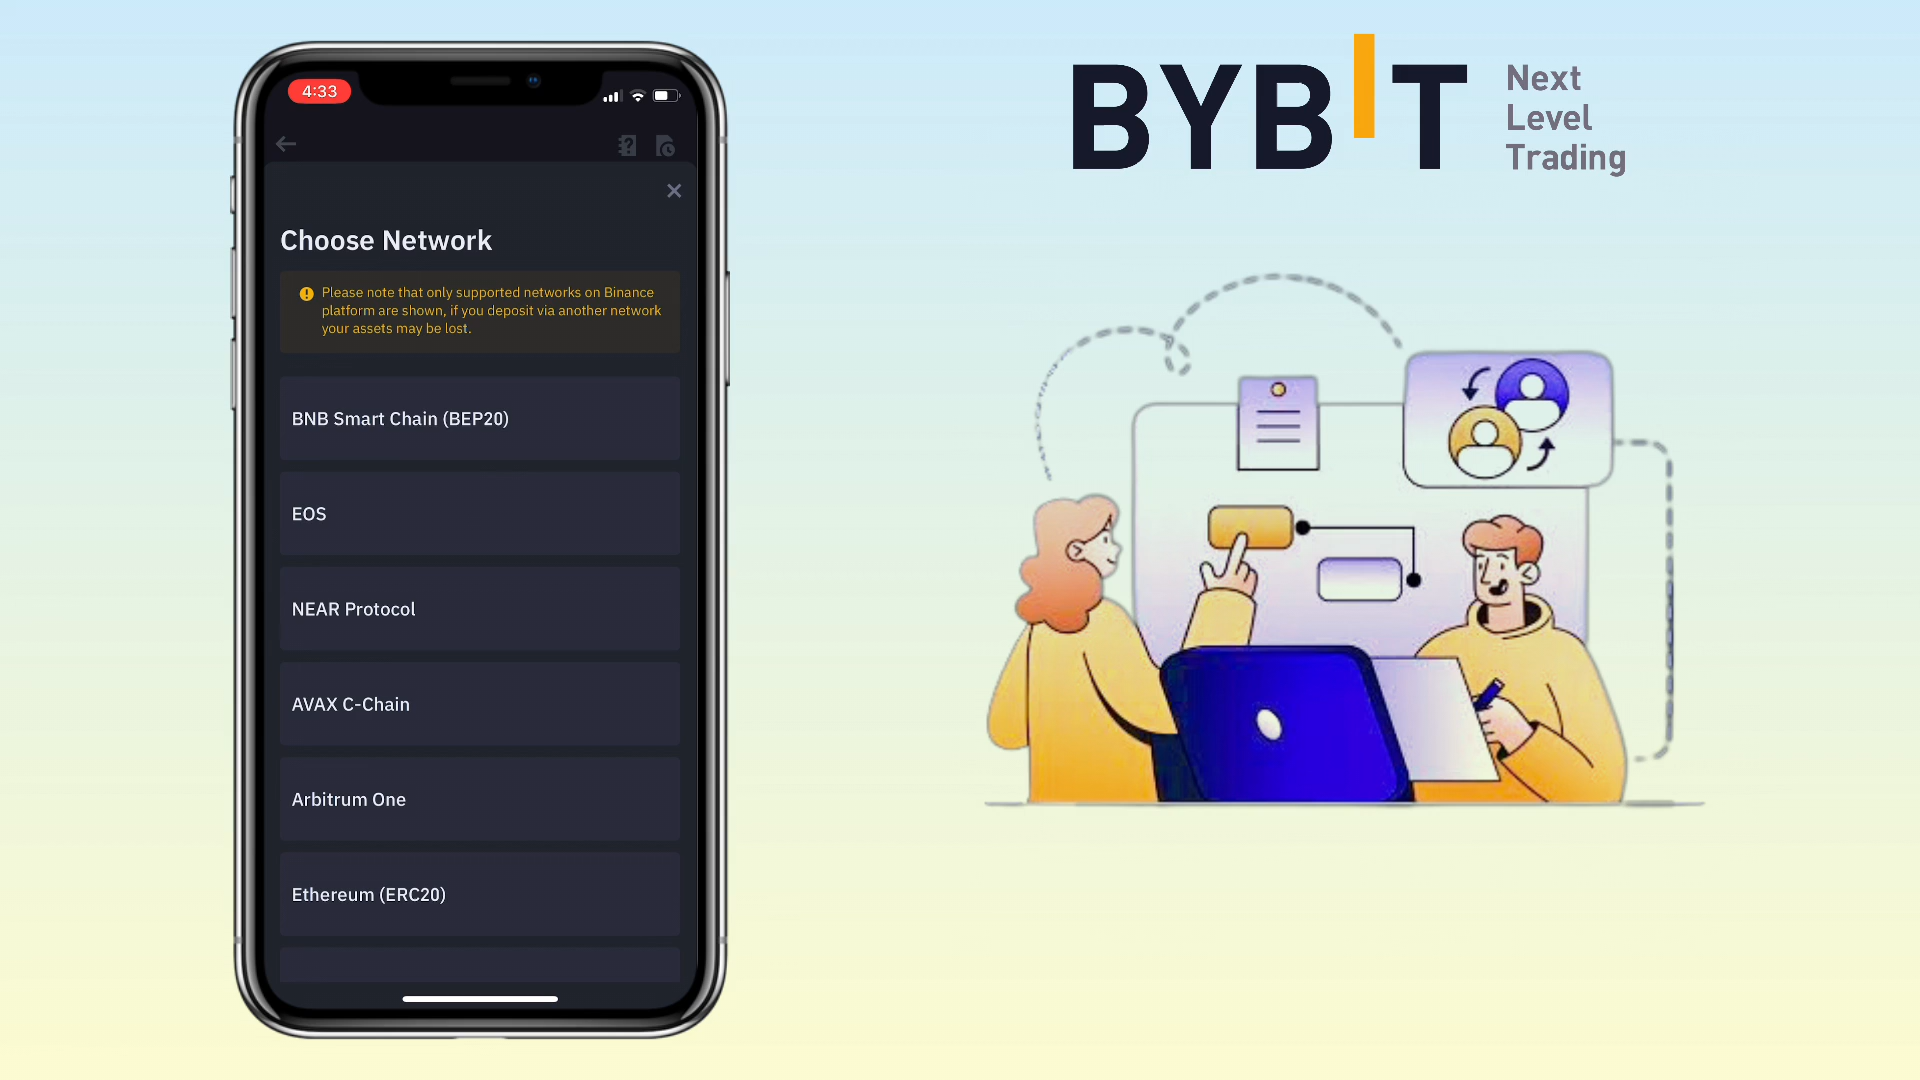 4:33
Choose Network
Please note that only supported networks on Binance
platform are shown, if you deposit via another network
your assets may be lost.
BNB Smart Chain (BEP20)
EOS
NEAR Protocol
AVAX C-Chain
Arbitrum One
Ethereum (ERC20)
BYBIT
Next
Level
Trading